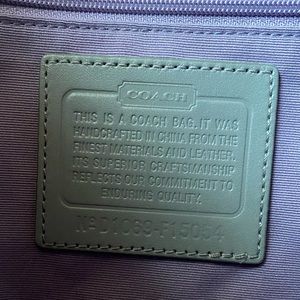 COACH
THIS IS A COACH BAG. IT WAS
HANDCRAFTED IN CHINA FROM THE
FINEST MATERIALS AND LEATHER.
ITS SUPERIOR CRAFTSMANSHIP
REFLECTS OUR COMMITMENT TO
ENDURING QUALITY.
Nº D1069-F15064